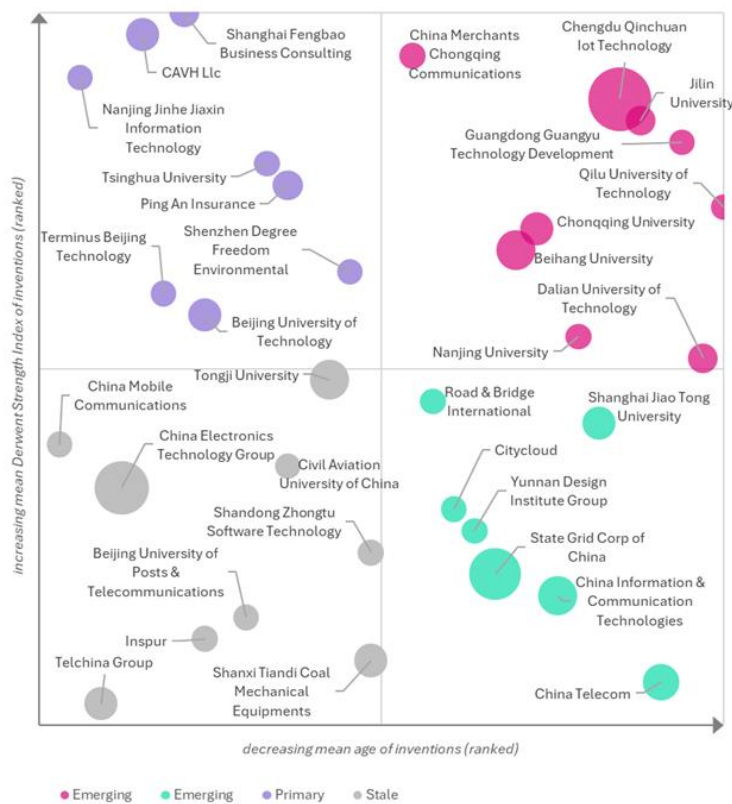 Shanghai Fengbao
Business Consulting
CAVH Llc
Nanjing Jinhe Jiaxin
Information
Technology
Tsinghua University
Ping An Insurance
Terminus Beijing
Technology
Shenzhen Degree
Freedom
Environmental
Beijing University of
Technology
China Merchants
Chongqing
Communications
Chengdu Qinchuan
Iot Technology
Jilin
University
Guangdong Guangyu
Technology Development
Qilu University of
Technology
Chonqqing University
Beihang University
Dalian University of
Technology
Nanjing University
Tongji University
China Mobile
Communications
China Electronics
Technology Group
Civil Aviation
University of China
Shandong Zhongtu
Software Technology
Beijing University of
Posts &
Telecommunications
Inspur
Telchina Group
Shanxi Tiandi Coal
Mechanical
Equipments
Road & Bridge
International
Shanghai Jiao Tong
University
Citycloud
Yunnan Design
Institute Group
State Grid Corp of
China
China Information &
Communication
Technologies
China Telecom
increasing mean Derwent Strength Index of inventions (ranked)
decreasing mean age of inventions (ranked)
Emerging
Emerging
Primary
Stale